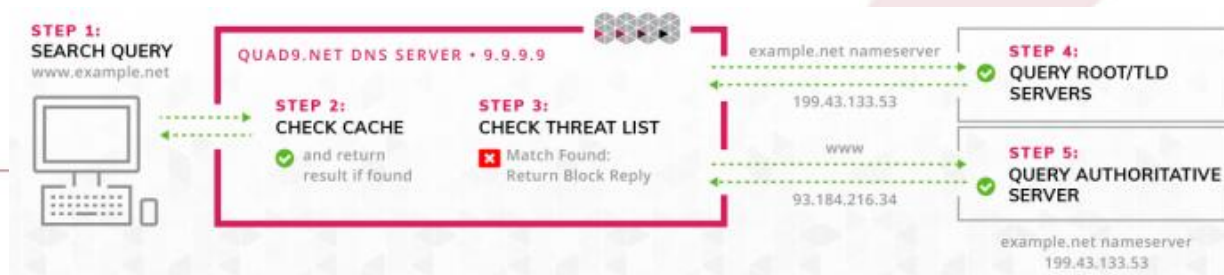 STEP 1:
SEARCH QUERY
www.example.net
QUAD9.NET DNS SERVER • 9.9.9.9
STEP 2:
CHECK CACHE
and return
result if found
STEP 3:
CHECK THREAT LIST
Match Found:
Return Block Reply
example.net nameserver
199.43.133.53
www
93.184.216.34
STEP 4:
QUERY ROOT/TLD
SERVERS
STEP 5:
QUERY AUTHORITATIVE
SERVER
example.net nameserver
199.43.133.53